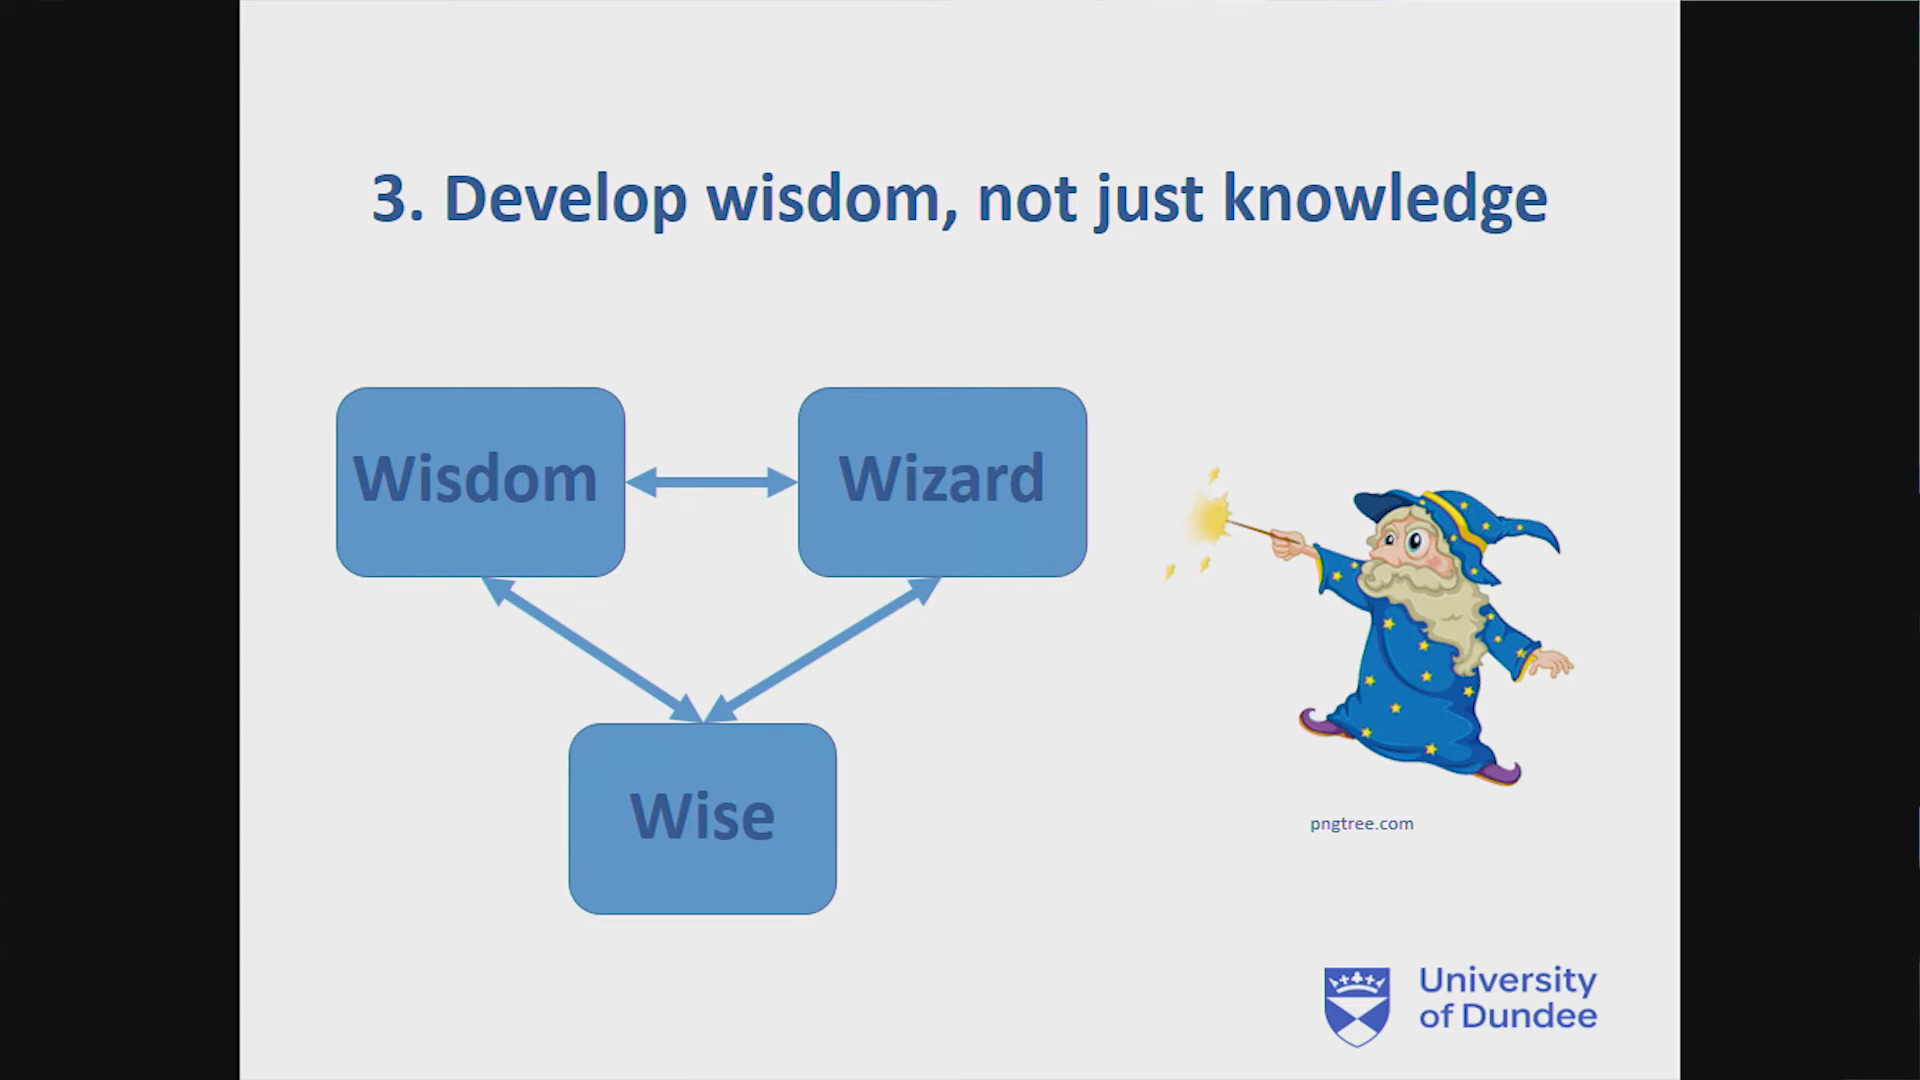 3. Develop wisdom, not just knowledge
Wisdom
Wizard
Wise
pngtree.com
University
of Dundee